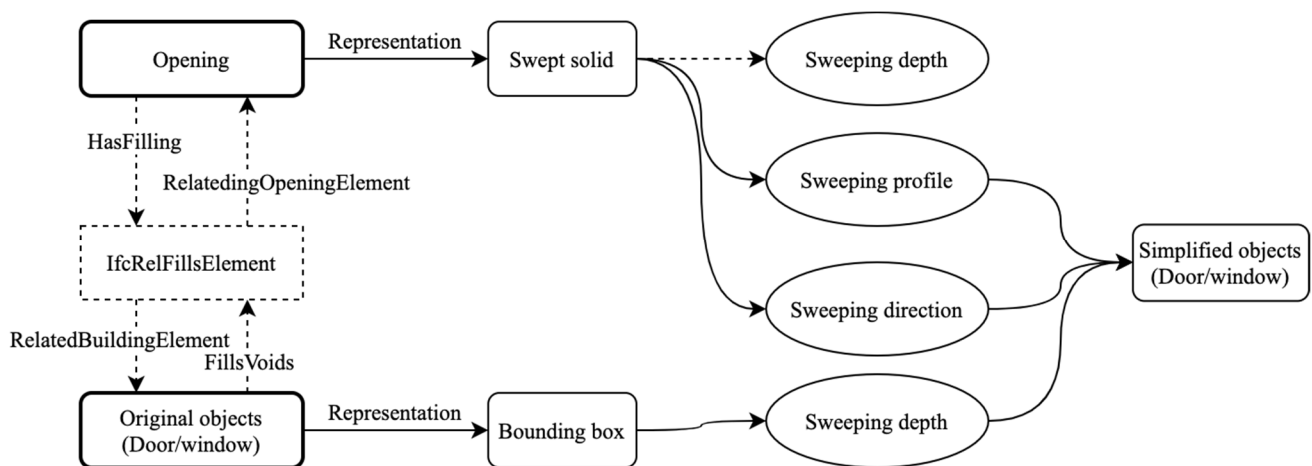 Opening
Representation
Swept solid
Sweeping depth
HasFilling
RelatedingOpeningElement
Sweeping profile
IfcRelFillsElement
Simplified objects
(Door/window)
Sweeping direction
RelatedBuildingElement
FillsVoids
Original objects
(Door/window)
Representation
Bounding box
Sweeping depth